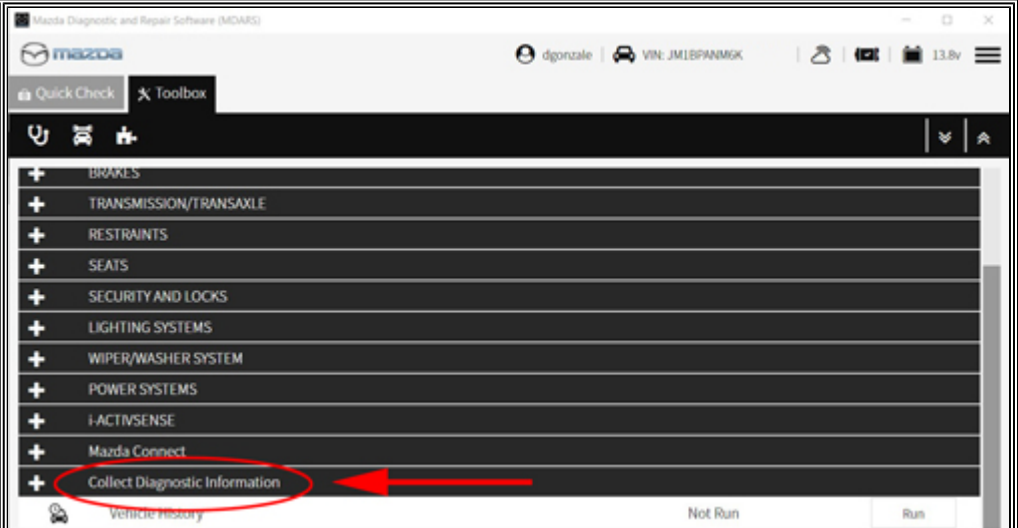 Mazda Diagnostic and Repair Software (MDARS)
mazda dgonzale VIN: JM1BPANM6K 13.8v
Quick Check Toolbox
BRAKES
TRANSMISSION/TRANSAXLE
RESTRAINTS
SEATS
SECURITY AND LOCKS
LIGHTING SYSTEMS
WIPER/WASHER SYSTEM
POWER SYSTEMS
i-ACTIVSENSE
Mazda Connect
Collect Diagnostic Information
Vehicle History Not Run Run